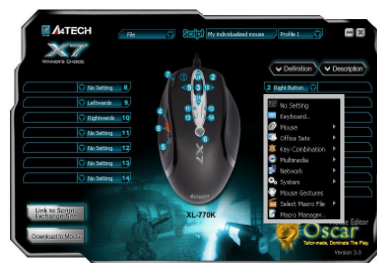 A4TECH
X7
WINNER'S CHOICE
File
Script
My individualized mouse
Profile 1
Definition
Description
No Setting 8
Leftwards 9
Rightwards 10
No Setting 11
No Setting 12
No Setting 13
No Setting 14
2 Right Button
No Setting
Keyboard...
Mouse
Office Sets
Key Combination
Multimedia
Network
System
Mouse Gestures
Select Macro File
Macro Manager...
Link to Script
Exchange Site
Download to Mouse
X7
A4TECH
XL-770K
Editor
Oscar
Tailor-made, Dominate The Play.
Version 3.0